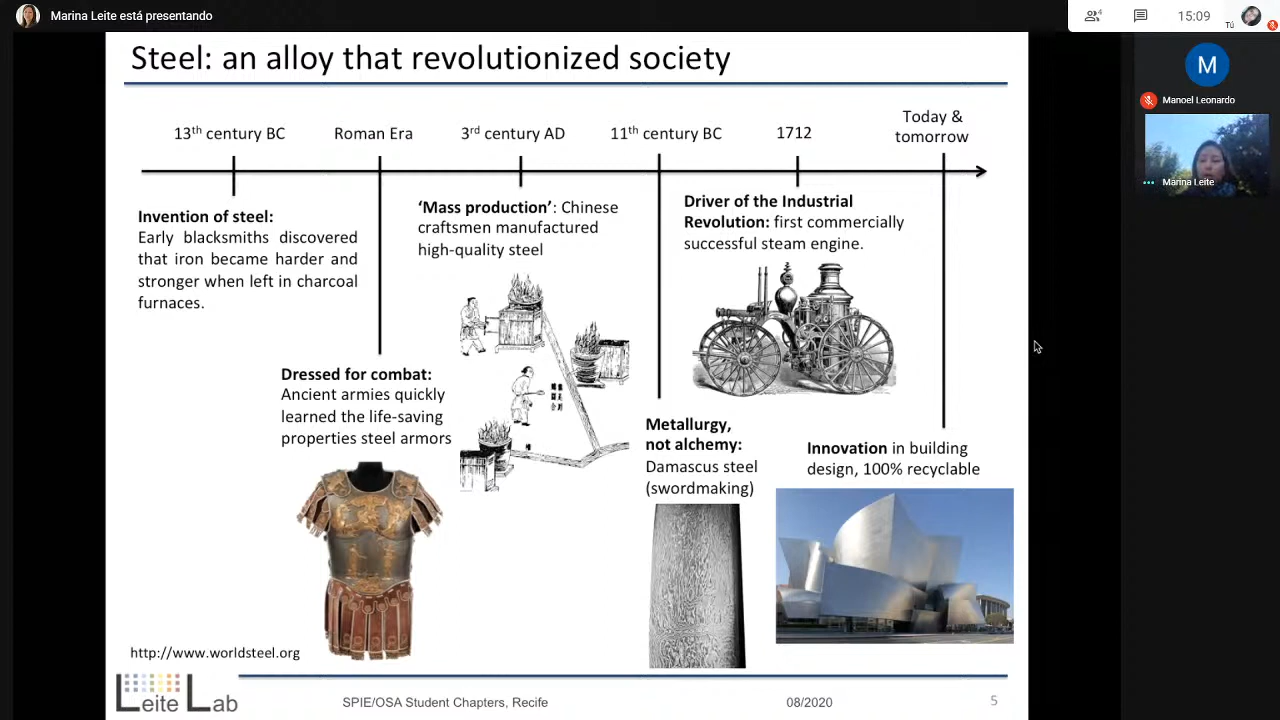 Marina Leite está presentando
4
15:09
Tú
M
Manoel Leonardo
Marina Leite
Steel: an alloy that revolutionized society
13th century BC
Roman Era
3rd century AD
11th century BC
1712
Today &
tomorrow
Invention of steel:
Early blacksmiths discovered
that iron became harder and
stronger when left in charcoal
furnaces.
Dressed for combat:
Ancient armies quickly
learned the life-saving
properties steel armors
‘Mass production’: Chinese
craftsmen manufactured
high-quality steel
Metallurgy,
not alchemy:
Damascus steel
(swordmaking)
Driver of the Industrial
Revolution: first commercially
successful steam engine.
Innovation in building
design, 100% recyclable
http://www.worldsteel.org
Leite Lab
SPIE/OSA Student Chapters, Recife
08/2020
5